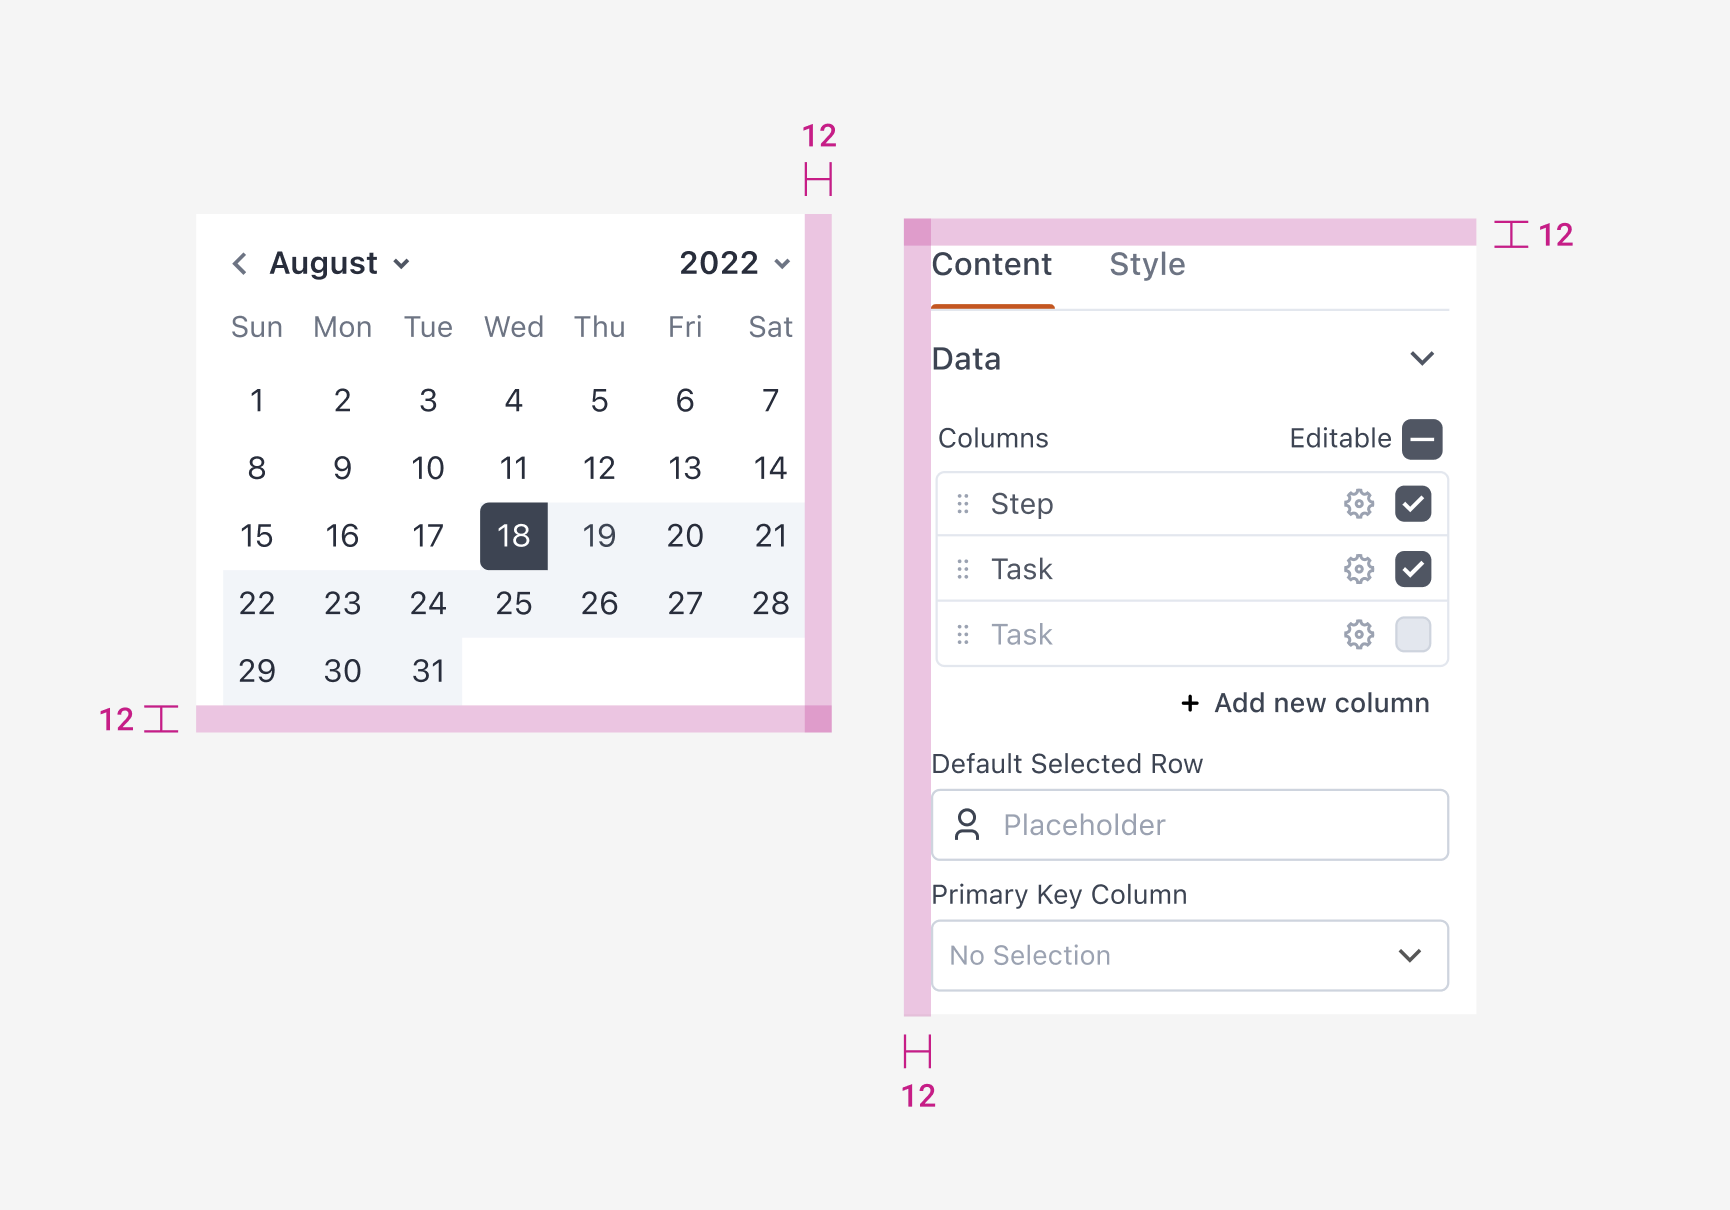 12
August 2022
Sun Mon Tue Wed Thu Fri Sat
1 2 3 4 5 6 7
8 9 10 11 12 13 14
15 16 17 18 19 20 21
22 23 24 25 26 27 28
29 30 31
12
12
Content Style
Data
Columns Editable
Step
Task
Task
+ Add new column
Default Selected Row
Placeholder
Primary Key Column
No Selection
12